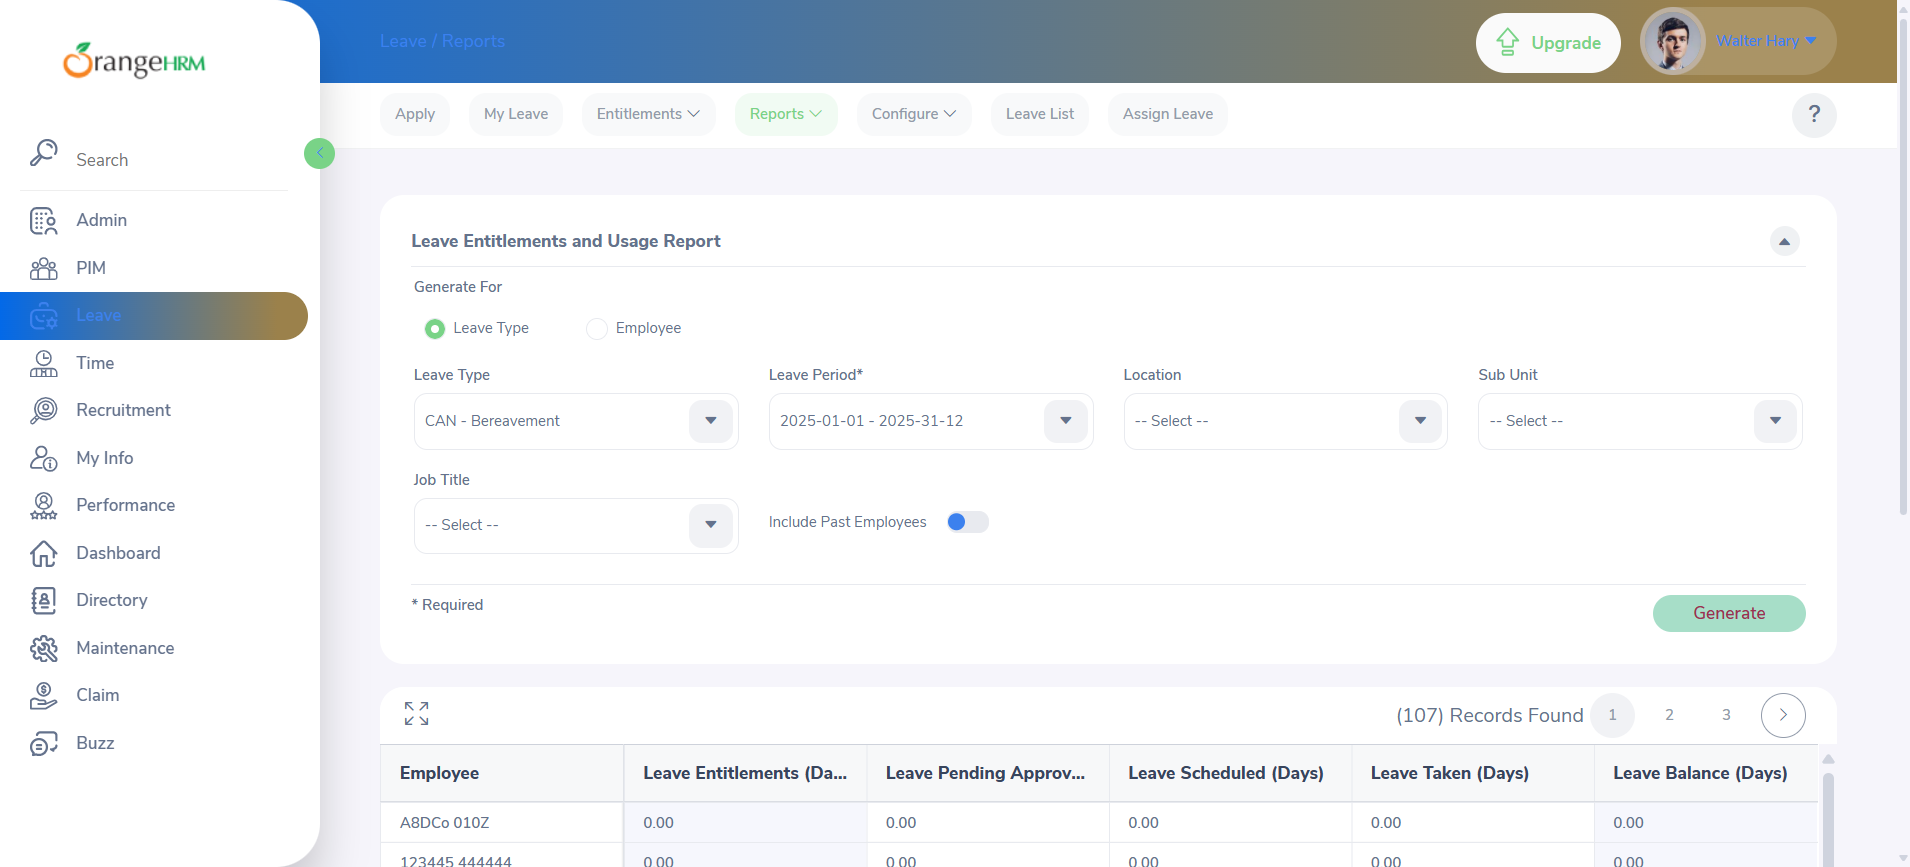 OrangeHRM
Leave / Reports
Upgrade
Walter Hary
Apply
My Leave
Entitlements
Reports
Configure
Leave List
Assign Leave
?
Search
Admin
PIM
Leave
Time
Recruitment
My Info
Performance
Dashboard
Directory
Maintenance
Claim
Buzz
Leave Entitlements and Usage Report
Generate For
Leave Type
Employee
Leave Type
Leave Period*
Location
Sub Unit
CAN - Bereavement
2025-01-01 - 2025-31-12
-- Select --
-- Select --
Job Title
-- Select --
Include Past Employees
* Required
Generate
(107) Records Found
1
2
3
Employee
Leave Entitlements (Da...
Leave Pending Approv...
Leave Scheduled (Days)
Leave Taken (Days)
Leave Balance (Days)
A8DCo 010Z
0.00
0.00
0.00
0.00
0.00
123445 444444
0.00
0.00
0.00
0.00
0.00